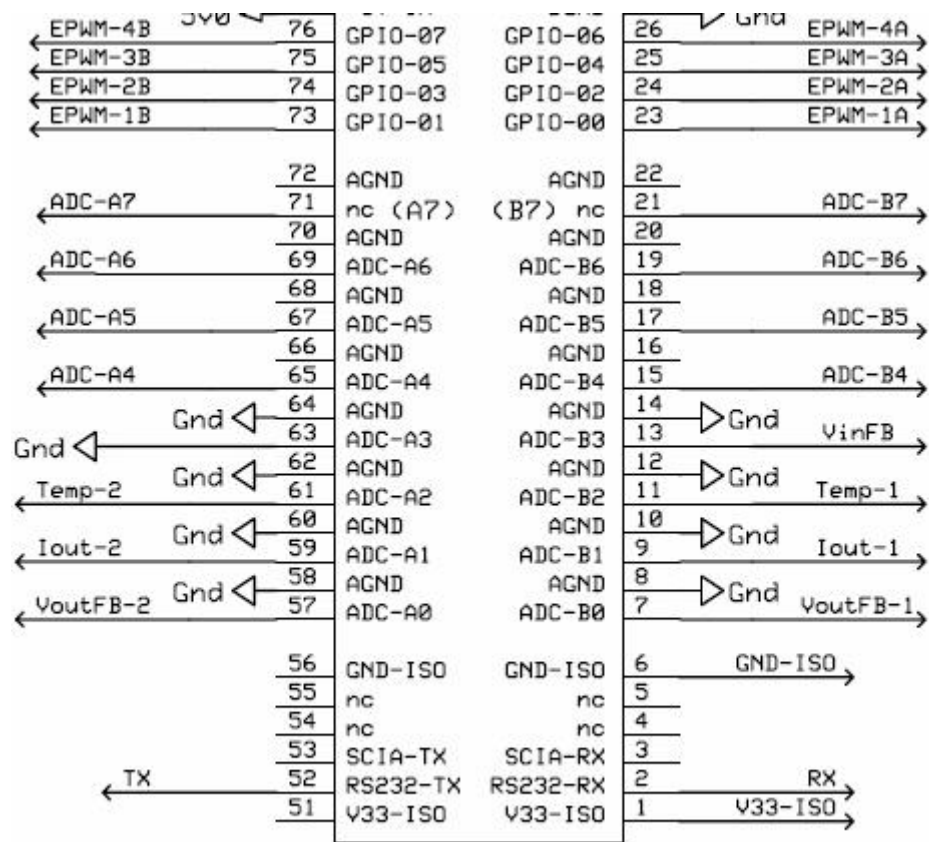 5V0 Gnd
EPWM-4B 76 GPIO-07 GPIO-06 26 EPWM-4A
EPWM-3B 75 GPIO-05 GPIO-04 25 EPWM-3A
EPWM-2B 74 GPIO-03 GPIO-02 24 EPWM-2A
EPWM-1B 73 GPIO-01 GPIO-00 23 EPWM-1A
72 AGND AGND 22
ADC-A7 71 nc (A7) (B7) nc 21 ADC-B7
70 AGND AGND 20
ADC-A6 69 ADC-A6 ADC-B6 19 ADC-B6
68 AGND AGND 18
ADC-A5 67 ADC-A5 ADC-B5 17 ADC-B5
66 AGND AGND 16
ADC-A4 65 ADC-A4 ADC-B4 15 ADC-B4
Gnd 64 AGND AGND 14 Gnd
Gnd 63 ADC-A3 ADC-B3 13 VinFB
Gnd 62 AGND AGND 12 Gnd
Temp-2 61 ADC-A2 ADC-B2 11 Temp-1
Gnd 60 AGND AGND 10 Gnd
Iout-2 59 ADC-A1 ADC-B1 9 Iout-1
Gnd 58 AGND AGND 8 Gnd
VoutFB-2 57 ADC-A0 ADC-B0 7 VoutFB-1
56 GND-ISO GND-ISO 6 GND-ISO
55 nc nc 5
54 nc nc 4
53 SCIA-TX SCIA-RX 3
TX 52 RS232-TX RS232-RX 2 RX
51 V33-ISO V33-ISO 1 V33-ISO